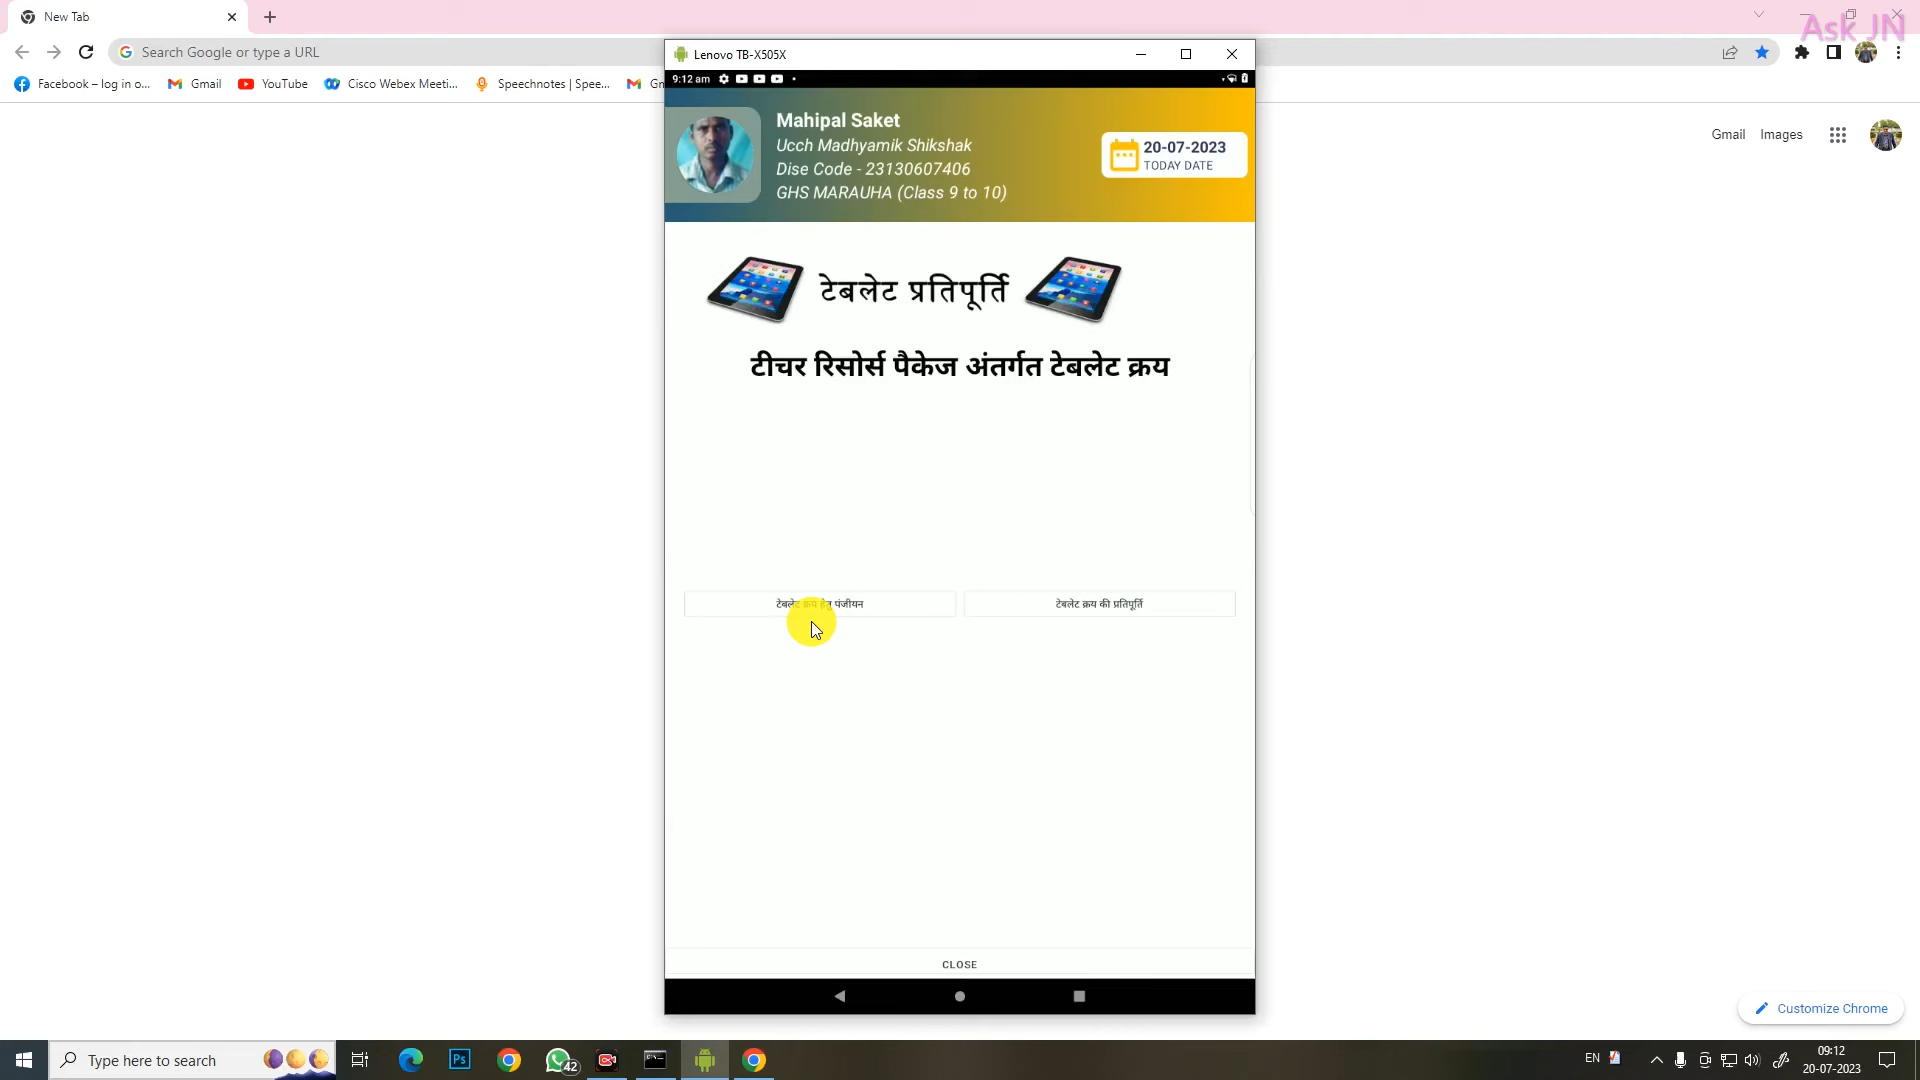 New Tab
Ask JN
Search Google or type a URL
Facebook – log in o...
Gmail
YouTube
Cisco Webex Meeti...
Speechnotes | Spee...
Lenovo TB-X505X
9:12 am
Mahipal Saket
Ucch Madhyamik Shikshak
Dise Code - 23130607406
GHS MARAUHA (Class 9 to 10)
20-07-2023
TODAY DATE
Gmail
Images
टेबलेट प्रतिपूर्ति
टीचर रिसोर्स पैकेज अंतर्गत टेबलेट क्रय
टेबलेट क्रय हेतु पंजीयन
टेबलेट क्रय की प्रतिपूर्ति
CLOSE
Customize Chrome
Type here to search
Ps
42
EN
09:12
20-07-2023